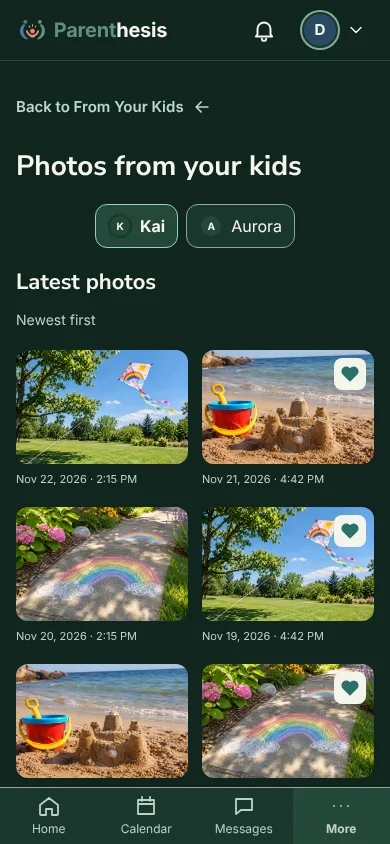 Parenthesis
D
Back to From Your Kids
Photos from your kids
K Kai
A Aurora
Latest photos
Newest first
Nov 22, 2026 · 2:15 PM
Nov 21, 2026 · 4:42 PM
Nov 20, 2026 · 2:15 PM
Nov 19, 2026 · 4:42 PM
Home
Calendar
Messages
More